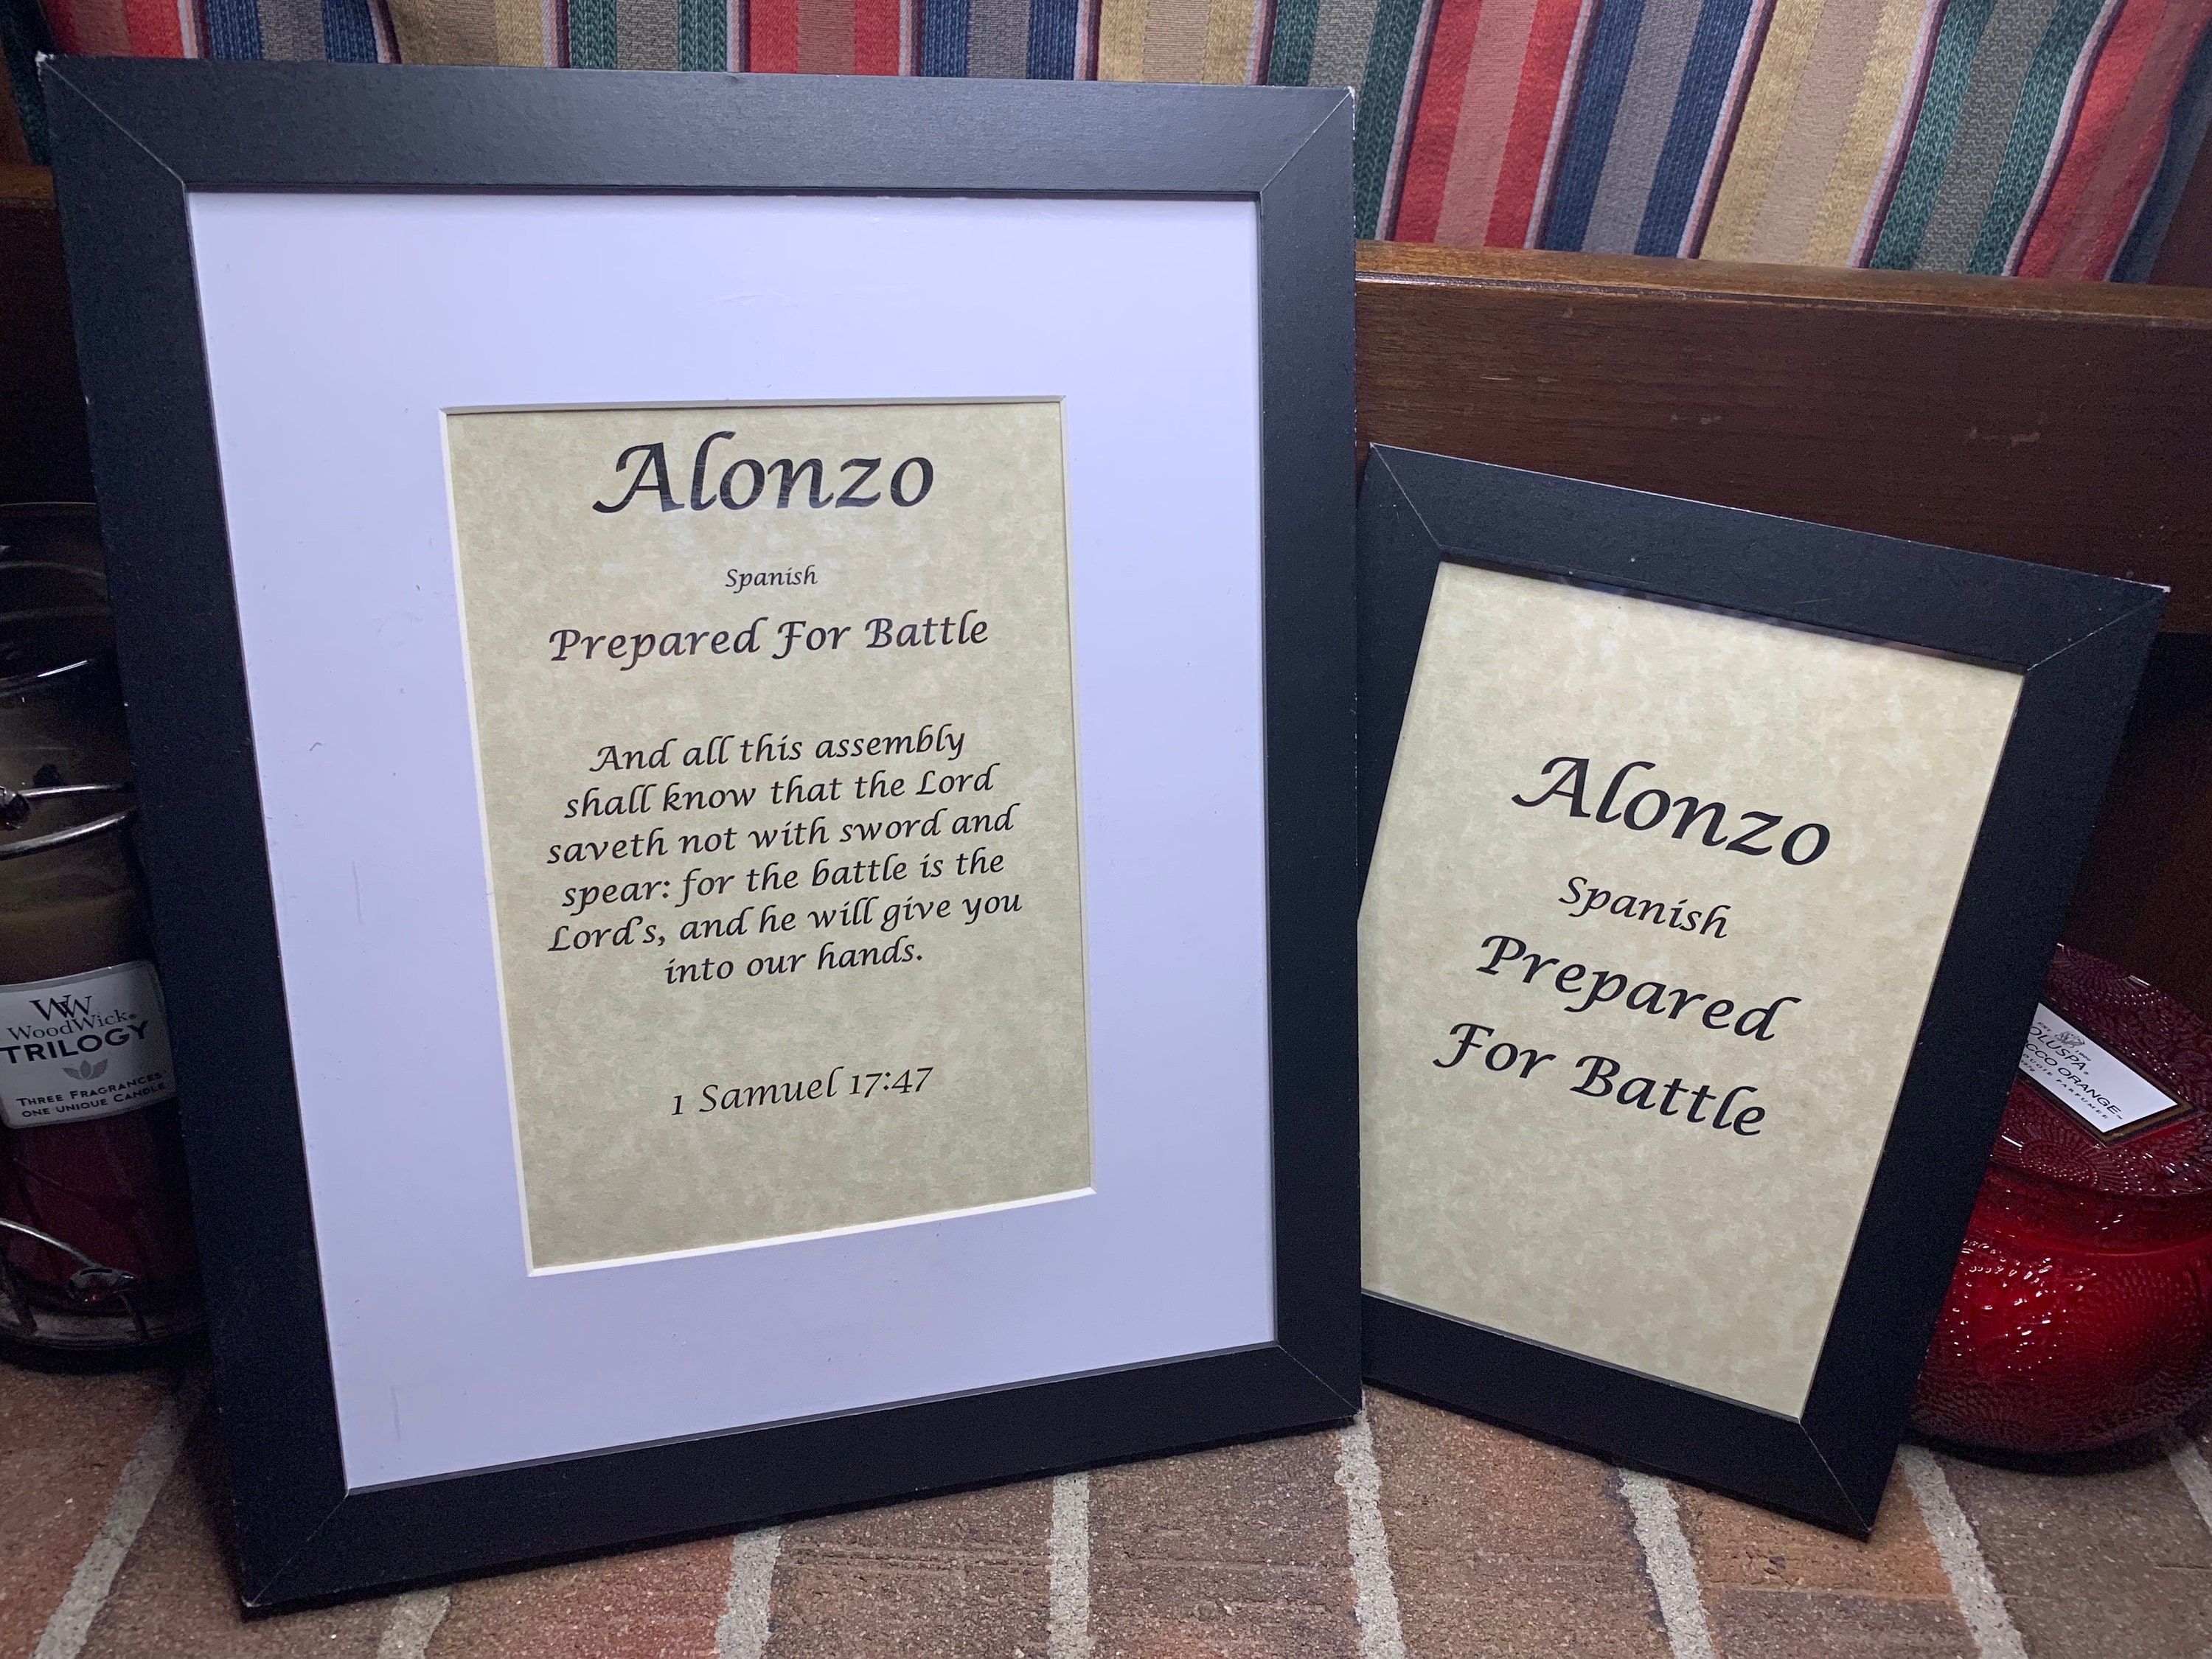 Alonzo
Spanish
Prepared For Battle
And all this assembly
shall know that the Lord
saveth not with sword and
spear: for the battle is the
Lord's, and he will give you
into our hands.
1 Samuel 17:47
Alonzo
Spanish
Prepared
For Battle
WW
WoodWick®
TRILOGY
THREE FRAGRANCES
ONE UNIQUE CANDLE
ORANGE™